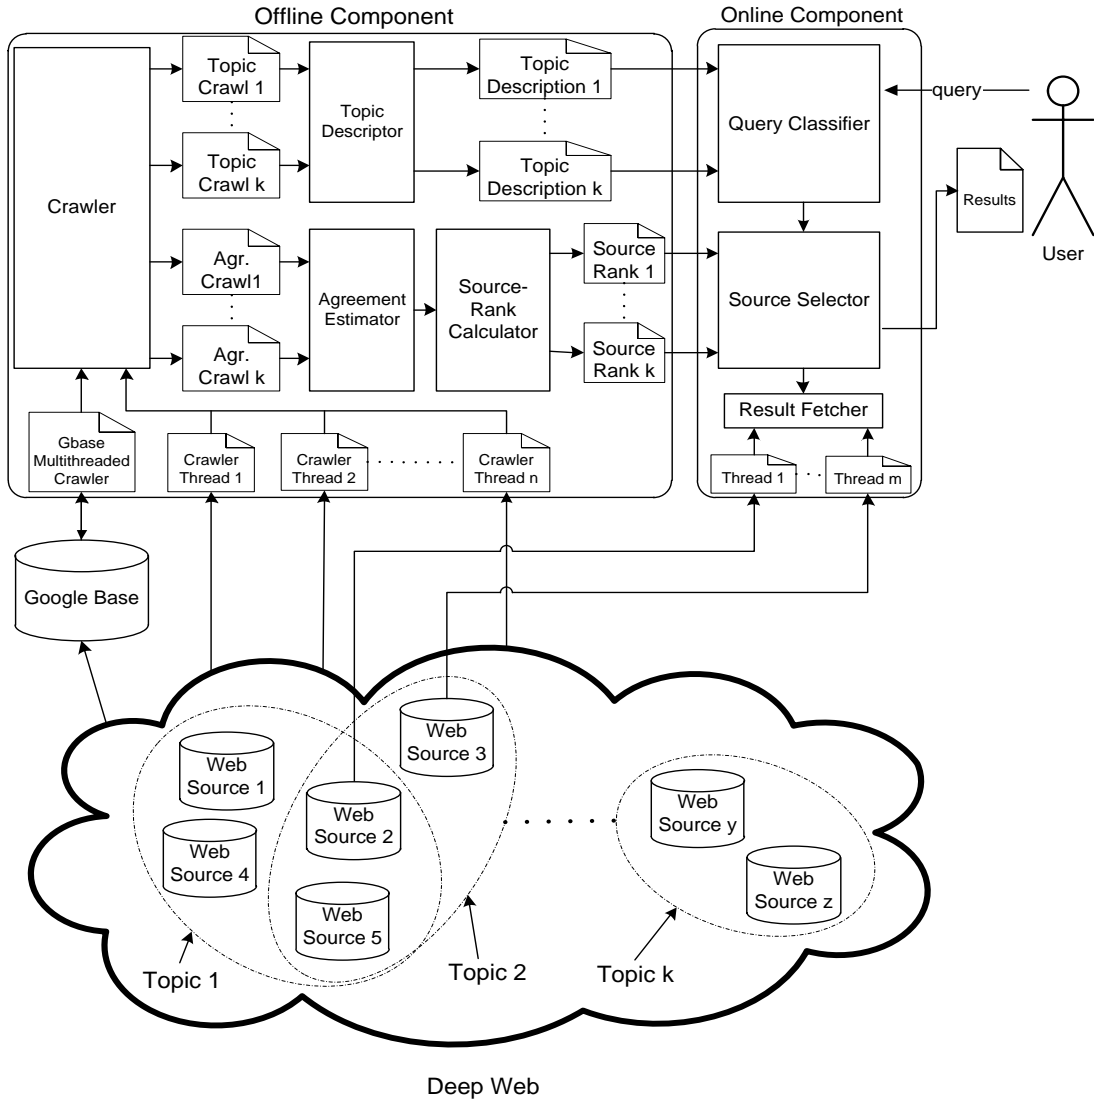 Offline Component
Online Component
Crawler
Topic
Crawl 1
Topic
Crawl k
Topic
Descriptor
Topic
Description 1
Topic
Description k
Query Classifier
query
User
Results
Agr.
Crawl1
Agr.
Crawl k
Agreement
Estimator
Source-
Rank
Calculator
Source
Rank 1
Source
Rank k
Source Selector
Result Fetcher
Gbase
Multithreaded
Crawler
Crawler
Thread 1
Crawler
Thread 2
Crawler
Thread n
Thread 1
Thread m
Google Base
Web
Source 1
Web
Source 4
Web
Source 2
Web
Source 5
Web
Source 3
Web
Source y
Web
Source z
Topic 1
Topic 2
Topic k
Deep Web